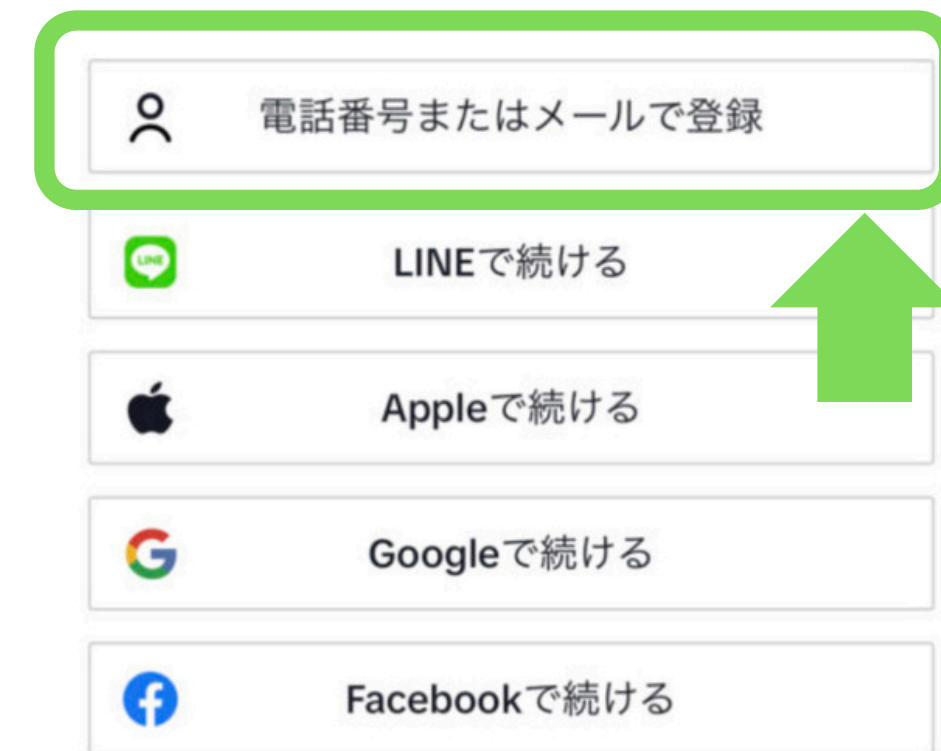 電話番号またはメールで登録
LINE
LINEで続ける
Appleで続ける
Googleで続ける
Facebookで続ける